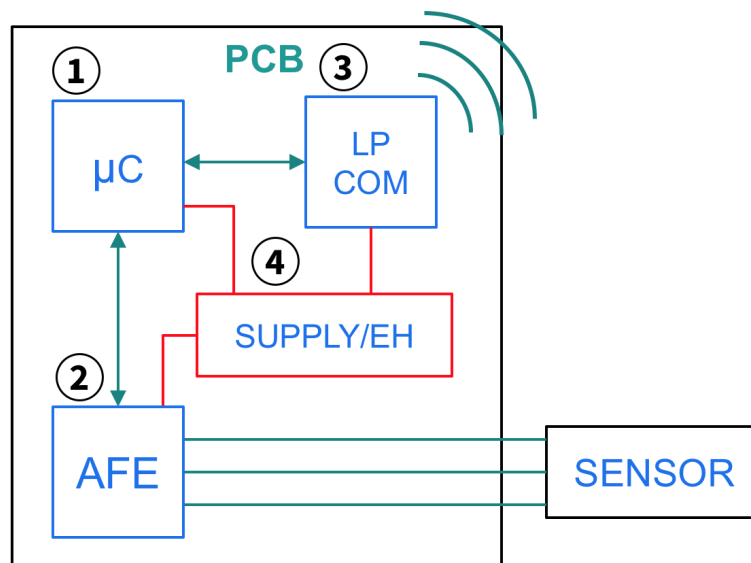 PCB
①
③
µC
LP
COM
④
SUPPLY/EH
②
AFE
SENSOR